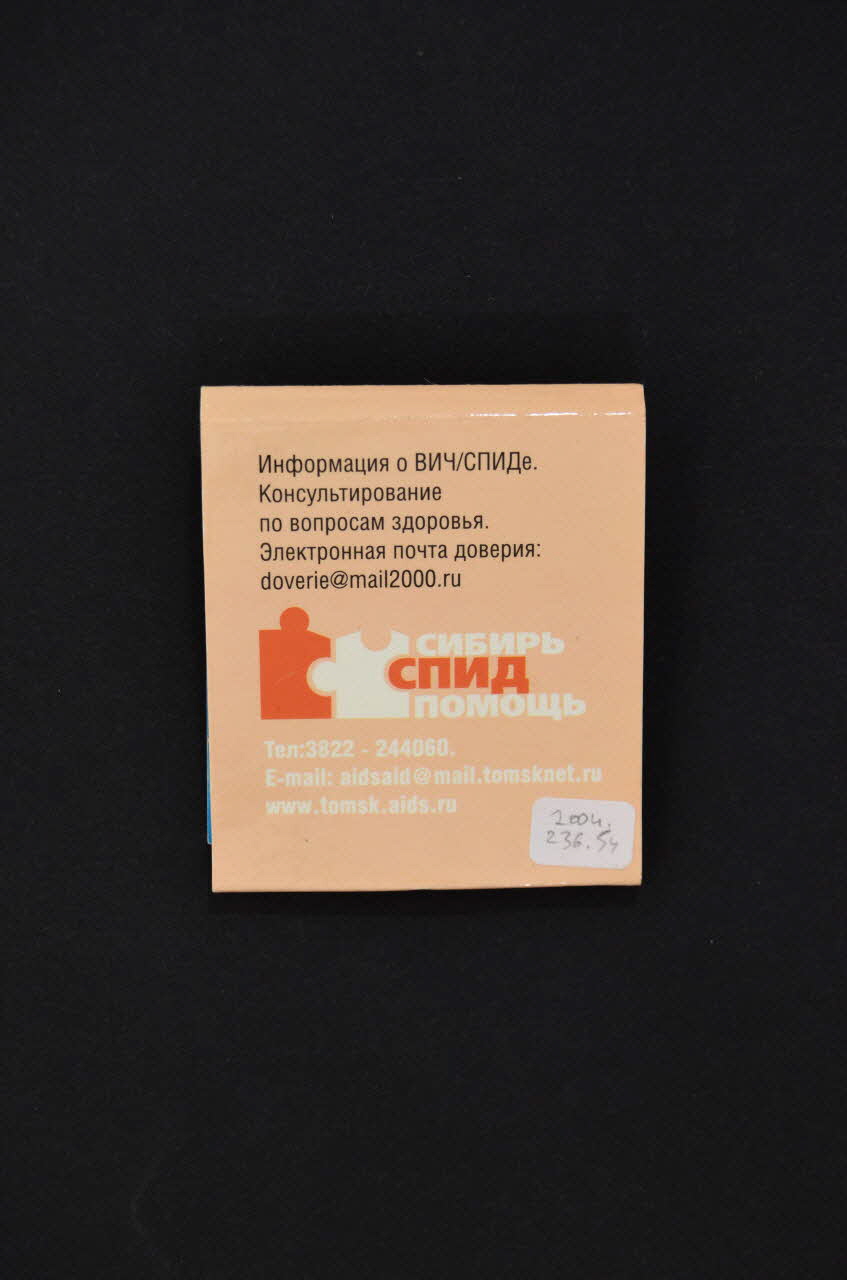 Информация о ВИЧ/СПИДе.
Консультирование
по вопросам здоровья.
Электронная почта доверия:
doverie@mail2000.ru
СИБИРЬ
СПИД
ПОМОЩЬ
Тел:3822 - 244060.
E-mail: aidsaid@mail.tomsknet.ru
www.tomsk.aids.ru
2004.
236.54